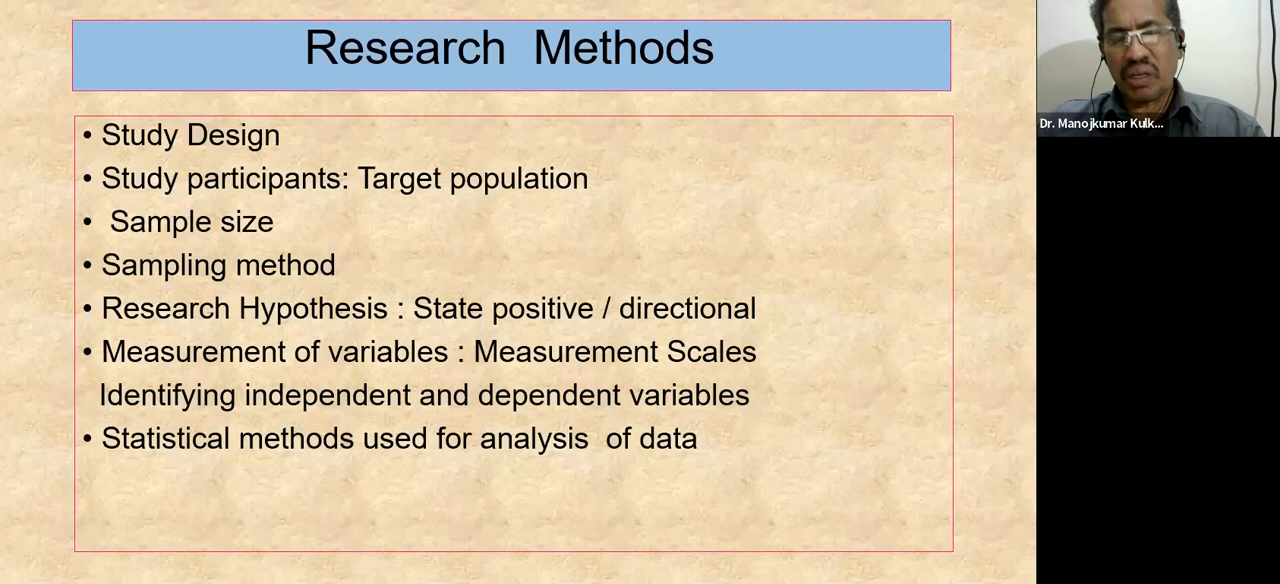 Research Methods
• Study Design
• Study participants: Target population
• Sample size
• Sampling method
• Research Hypothesis : State positive / directional
• Measurement of variables : Measurement Scales
Identifying independent and dependent variables
• Statistical methods used for analysis of data
Dr. Manojkumar Kulk...